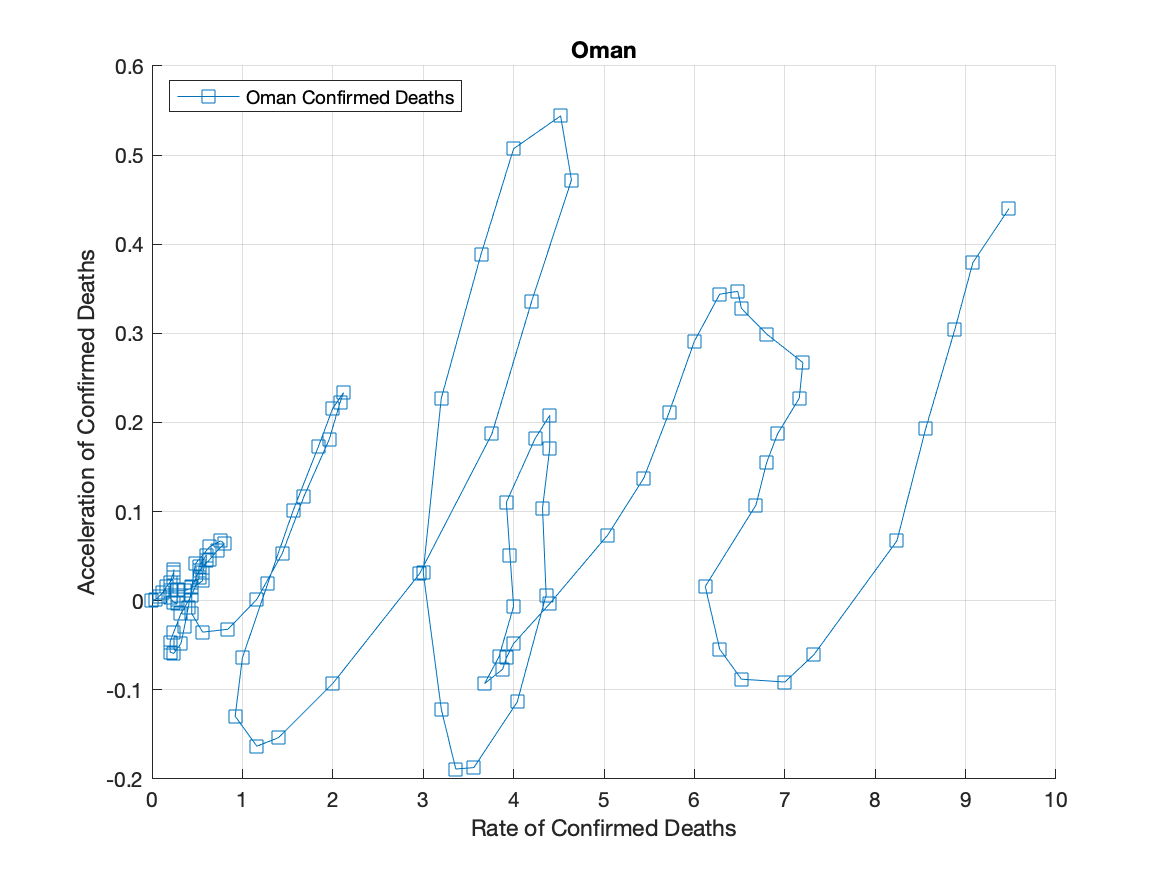 Oman
Oman Confirmed Deaths
0.6
0.5
0.4
0.3
0.2
0.1
0
-0.1
-0.2
0 1 2 3 4 5 6 7 8 9 10
Acceleration of Confirmed Deaths
Rate of Confirmed Deaths